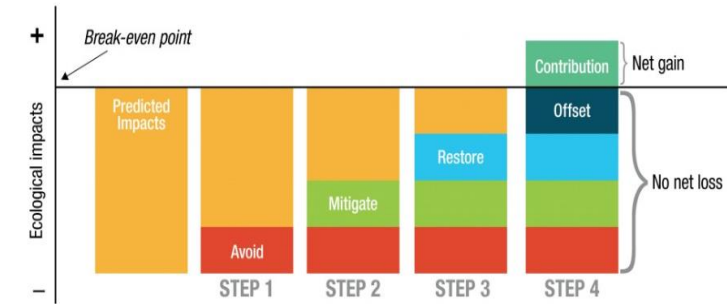 +
Break-even point
Contribution
Net gain
Predicted
Impacts
Offset
Restore
Mitigate
Avoid
No net loss
Ecological impacts
–
STEP 1
STEP 2
STEP 3
STEP 4